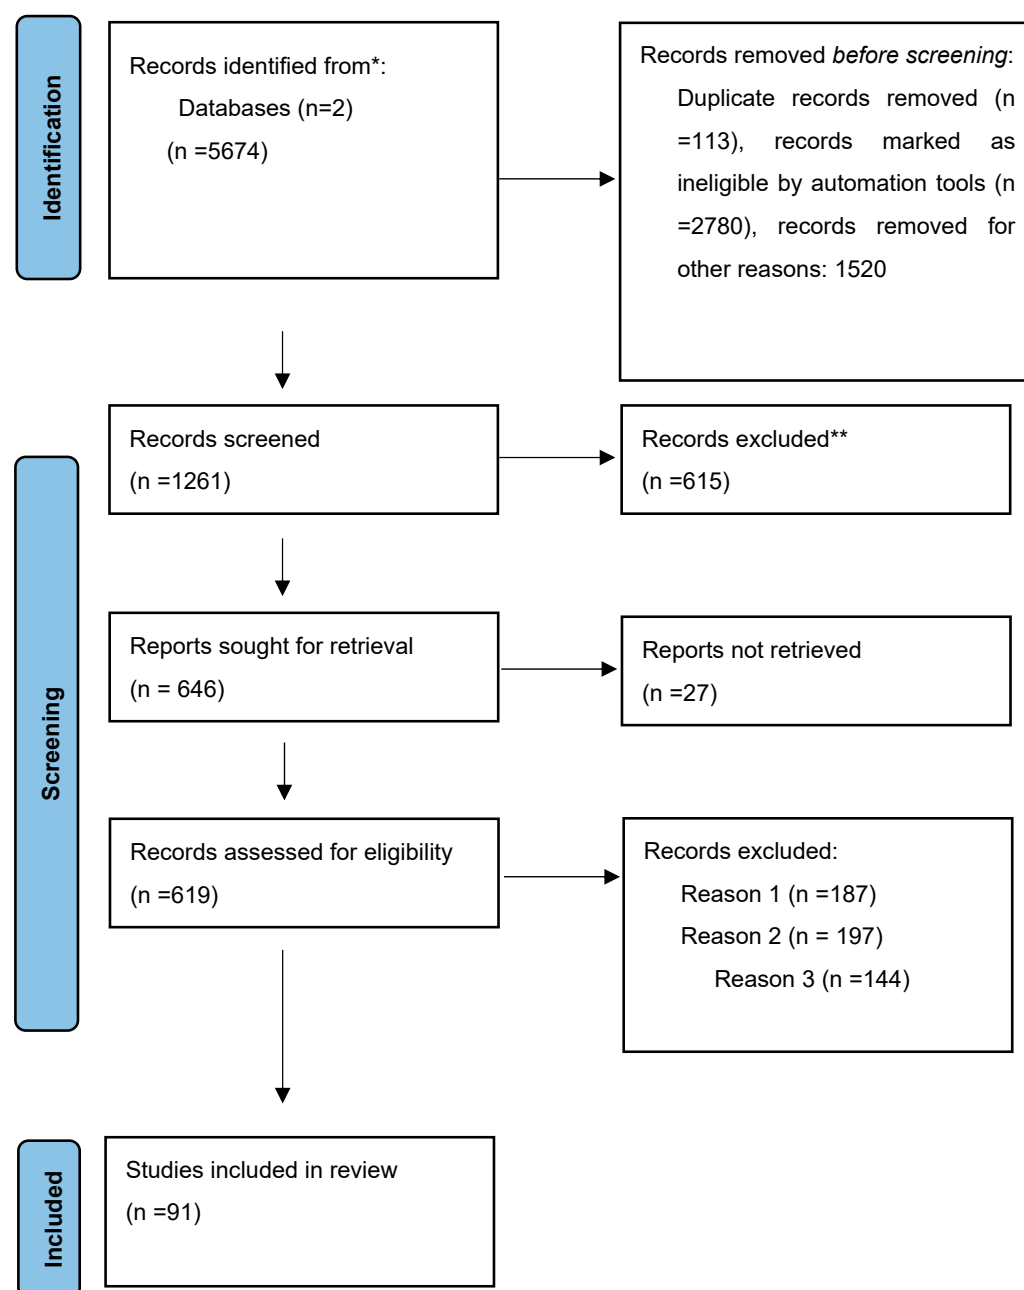 Identification
Records identified from*:
Databases (n=2)
(n =5674)
Records removed before screening:
Duplicate records removed (n
=113), records marked as
ineligible by automation tools (n
=2780), records removed for
other reasons: 1520
Screening
Records screened
(n =1261)
Records excluded**
(n =615)
Reports sought for retrieval
(n = 646)
Reports not retrieved
(n =27)
Records assessed for eligibility
(n =619)
Records excluded:
Reason 1 (n =187)
Reason 2 (n = 197)
Reason 3 (n =144)
Included
Studies included in review
(n =91)